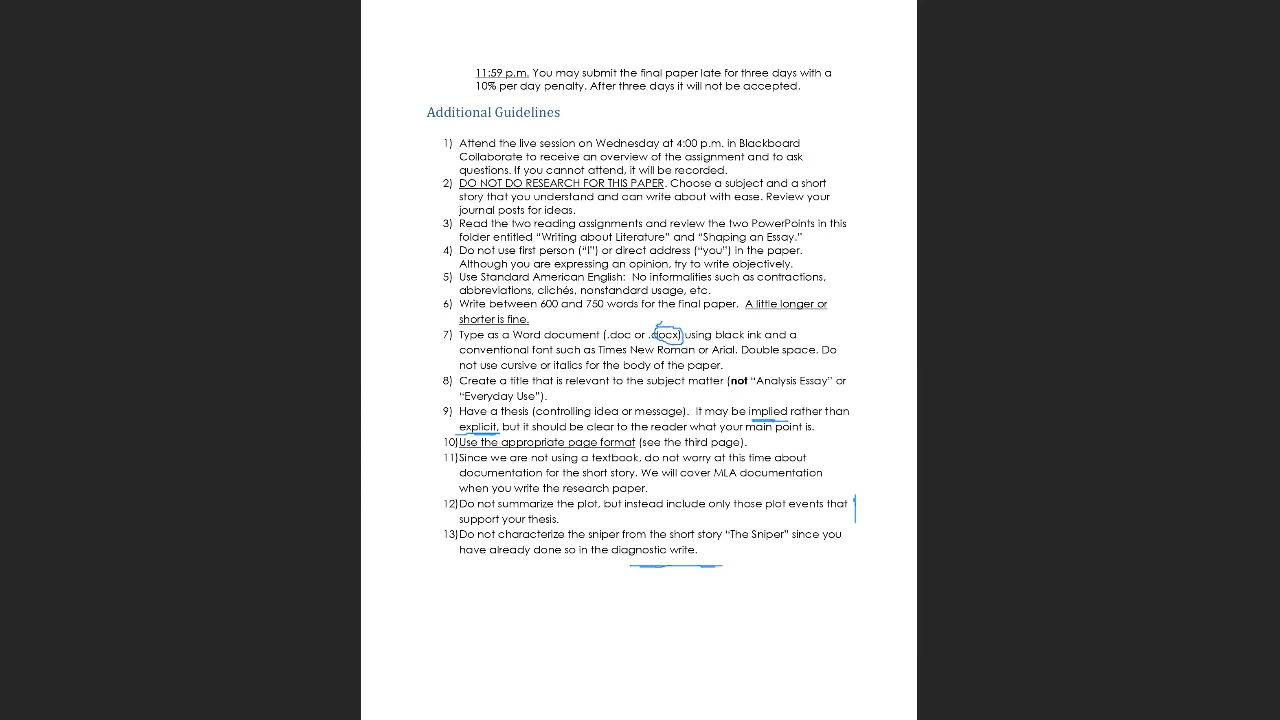 11:59 p.m. You may submit the final paper late for three days with a
10% per day penalty. After three days it will not be accepted.
Additional Guidelines
1) Attend the live session on Wednesday at 4:00 p.m. in Blackboard
Collaborate to receive an overview of the assignment and to ask
questions. If you cannot attend, it will be recorded.
2) DO NOT DO RESEARCH FOR THIS PAPER. Choose a subject and a short
story that you understand and can write about with ease. Review your
journal posts for ideas.
3) Read the two reading assignments and review the two PowerPoints in this
folder entitled “Writing about Literature” and “Shaping an Essay.”
4) Do not use first person (“I”) or direct address (“you”) in the paper.
Although you are expressing an opinion, try to write objectively.
5) Use Standard American English:  No informalities such as contractions,
abbreviations, clichés, nonstandard usage, etc.
6) Write between 600 and 750 words for the final paper.  A little longer or
shorter is fine.
7) Type as a Word document (.doc or .docx) using black ink and a
conventional font such as Times New Roman or Arial. Double space. Do
not use cursive or italics for the body of the paper.
8) Create a title that is relevant to the subject matter (not “Analysis Essay” or
“Everyday Use”).
9) Have a thesis (controlling idea or message).  It may be implied rather than
explicit, but it should be clear to the reader what your main point is.
10)Use the appropriate page format (see the third page).
11)Since we are not using a textbook, do not worry at this time about
documentation for the short story. We will cover MLA documentation
when you write the research paper.
12)Do not summarize the plot, but instead include only those plot events that
support your thesis.
13)Do not characterize the sniper from the short story “The Sniper” since you
have already done so in the diagnostic write.